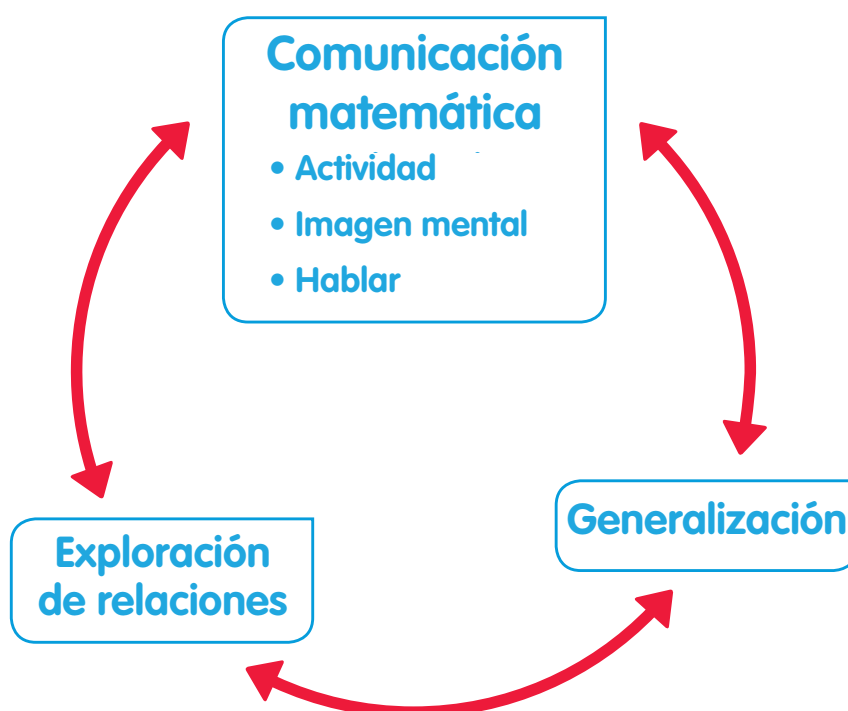 Comunicación
matemática
• Actividad
• Imagen mental
• Hablar
Generalización
Exploración
de relaciones